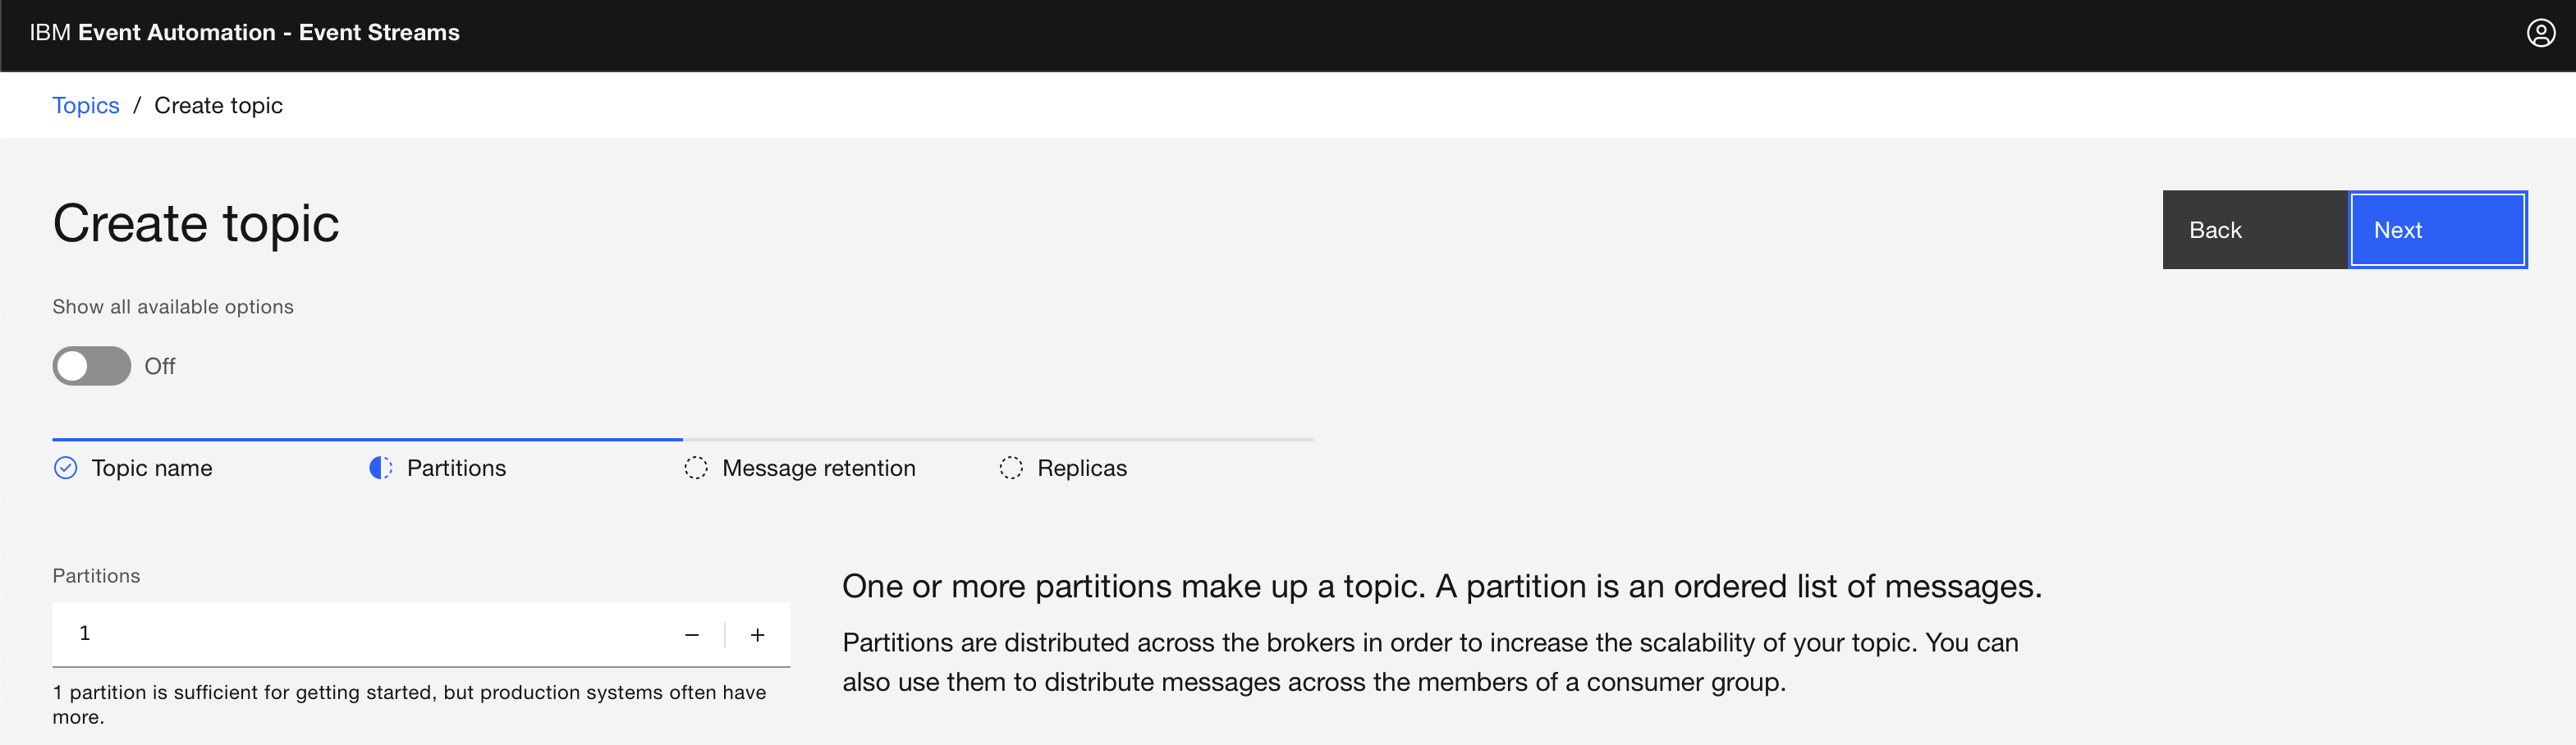 IBM Event Automation - Event Streams
Topics / Create topic
Create topic
Back
Next
Show all available options
Off
Topic name
Partitions
Message retention
Replicas
Partitions
1
1 partition is sufficient for getting started, but production systems often have
more.
One or more partitions make up a topic. A partition is an ordered list of messages.
Partitions are distributed across the brokers in order to increase the scalability of your topic. You can
also use them to distribute messages across the members of a consumer group.